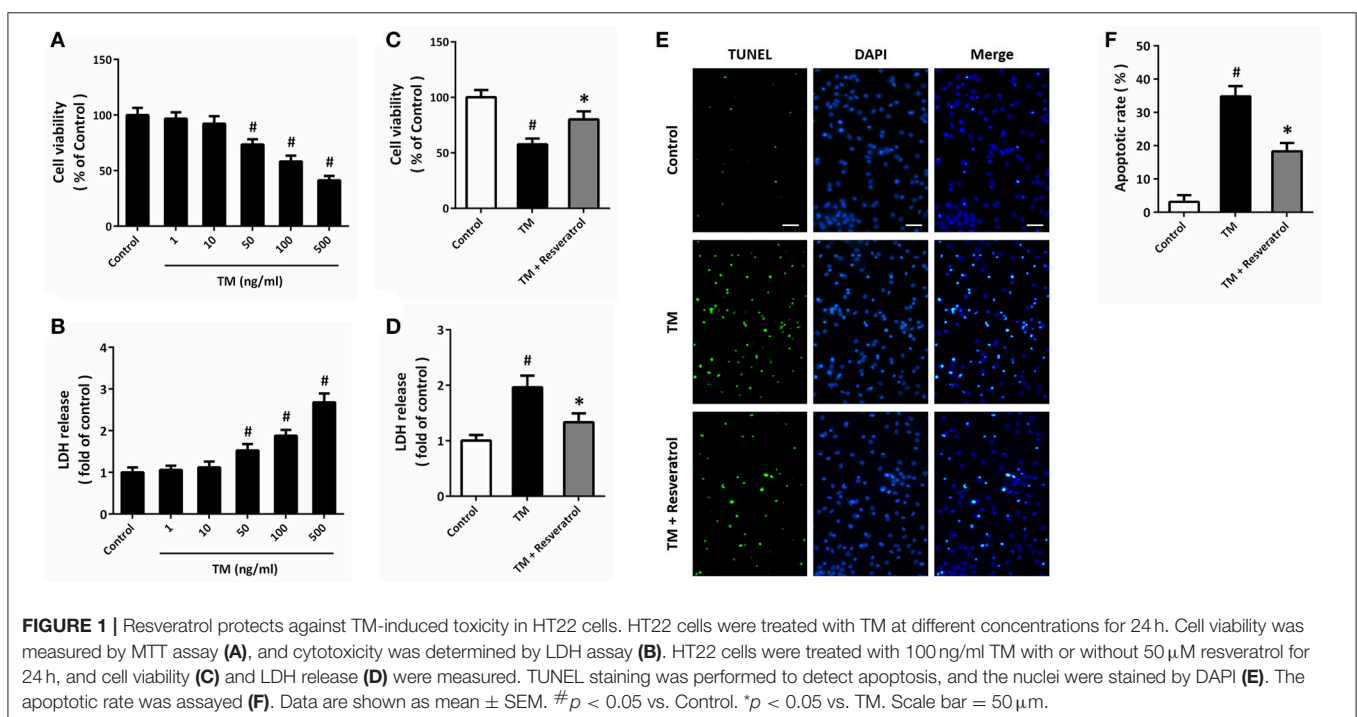 A
150
100
50
0
Cell viability
( % of Control )
#
#
#
Control
1
10
50
100
500
TM (ng/ml)
B
4
3
2
1
0
LDH release
( fold of control )
#
#
#
Control
1
10
50
100
500
TM (ng/ml)
C
150
100
50
0
Cell viability
( % of Control )
#
*
Control
TM
TM + Resveratrol
D
3
2
1
0
LDH release
( fold of control )
#
*
Control
TM
TM + Resveratrol
E
TUNEL DAPI Merge
Control
TM
TM + Resveratrol
F
50
40
30
20
10
0
Apoptotic rate ( % )
#
*
Control
TM
TM + Resveratrol
FIGURE 1 | Resveratrol protects against TM-induced toxicity in HT22 cells. HT22 cells were treated with TM at different concentrations for 24 h. Cell viability was
measured by MTT assay (A), and cytotoxicity was determined by LDH assay (B). HT22 cells were treated with 100 ng/ml TM with or without 50 μM resveratrol for
24 h, and cell viability (C) and LDH release (D) were measured. TUNEL staining was performed to detect apoptosis, and the nuclei were stained by DAPI (E). The
apoptotic rate was assayed (F). Data are shown as mean ± SEM. #p < 0.05 vs. Control. *p < 0.05 vs. TM. Scale bar = 50 μm.